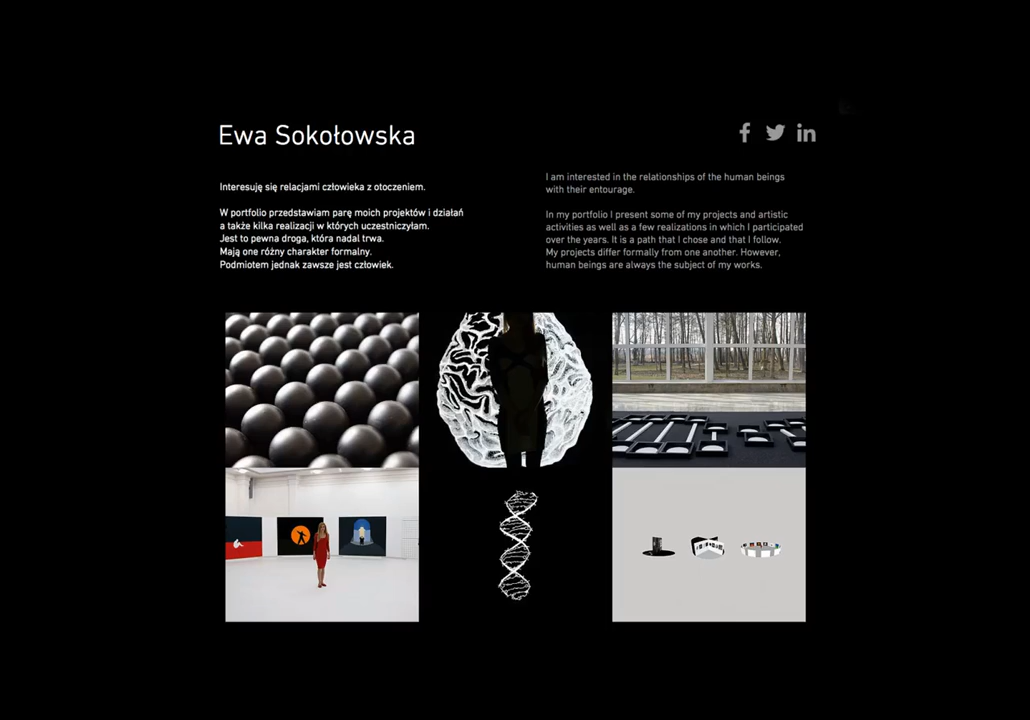 Ewa Sokołowska
Interesuję się relacjami człowieka z otoczeniem.
W portfolio przedstawiam parę moich projektów i działań
a także kilka realizacji w których uczestniczyłam.
Jest to pewna droga, która nadal trwa.
Mają one różny charakter formalny.
Podmiotem jednak zawsze jest człowiek.
I am interested in the relationships of the human beings
with their entourage.
In my portfolio I present some of my projects and artistic
activities as well as a few realizations in which I participated
over the years. It is a path that I chose and that I follow.
My projects differ formally from one another. However,
human beings are always the subject of my works.